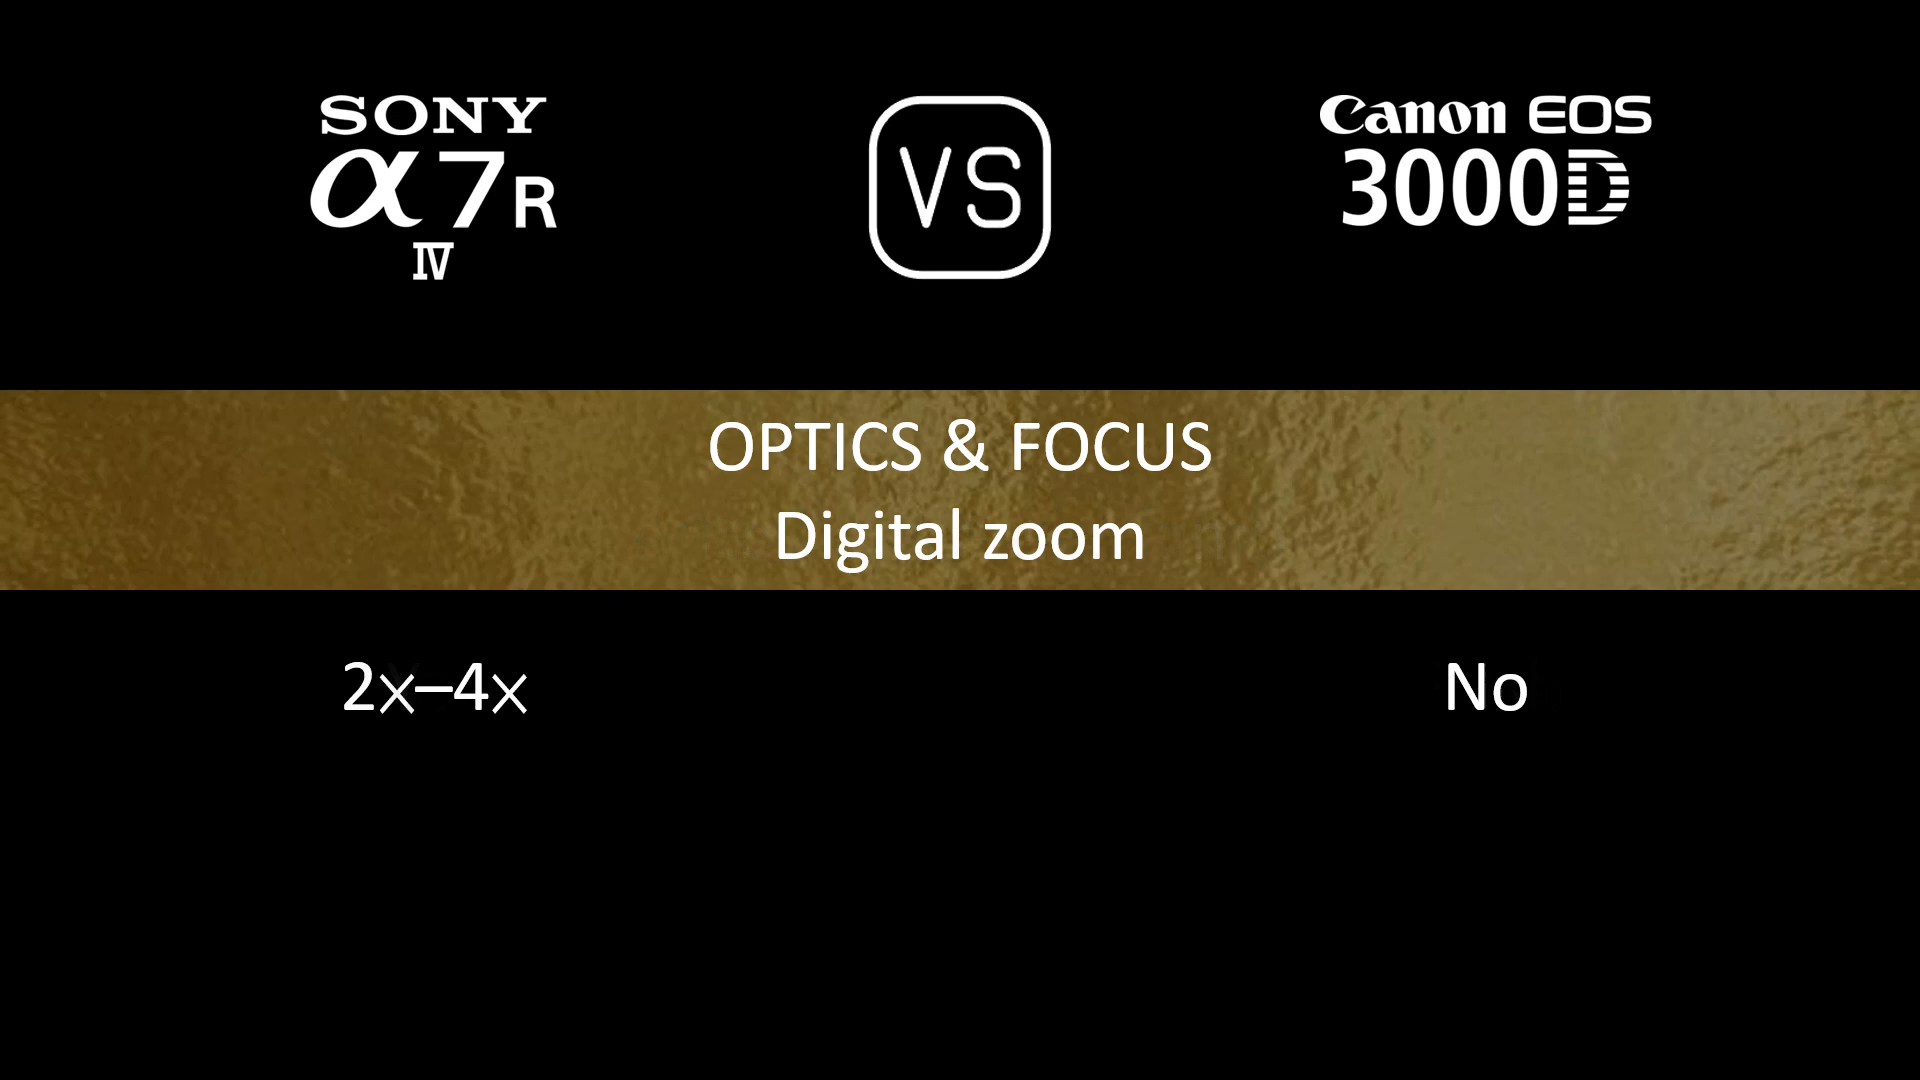 SONY
α7R
IV
VS
Canon EOS
3000D
OPTICS & FOCUS
Digital zoom
2x–4x
No